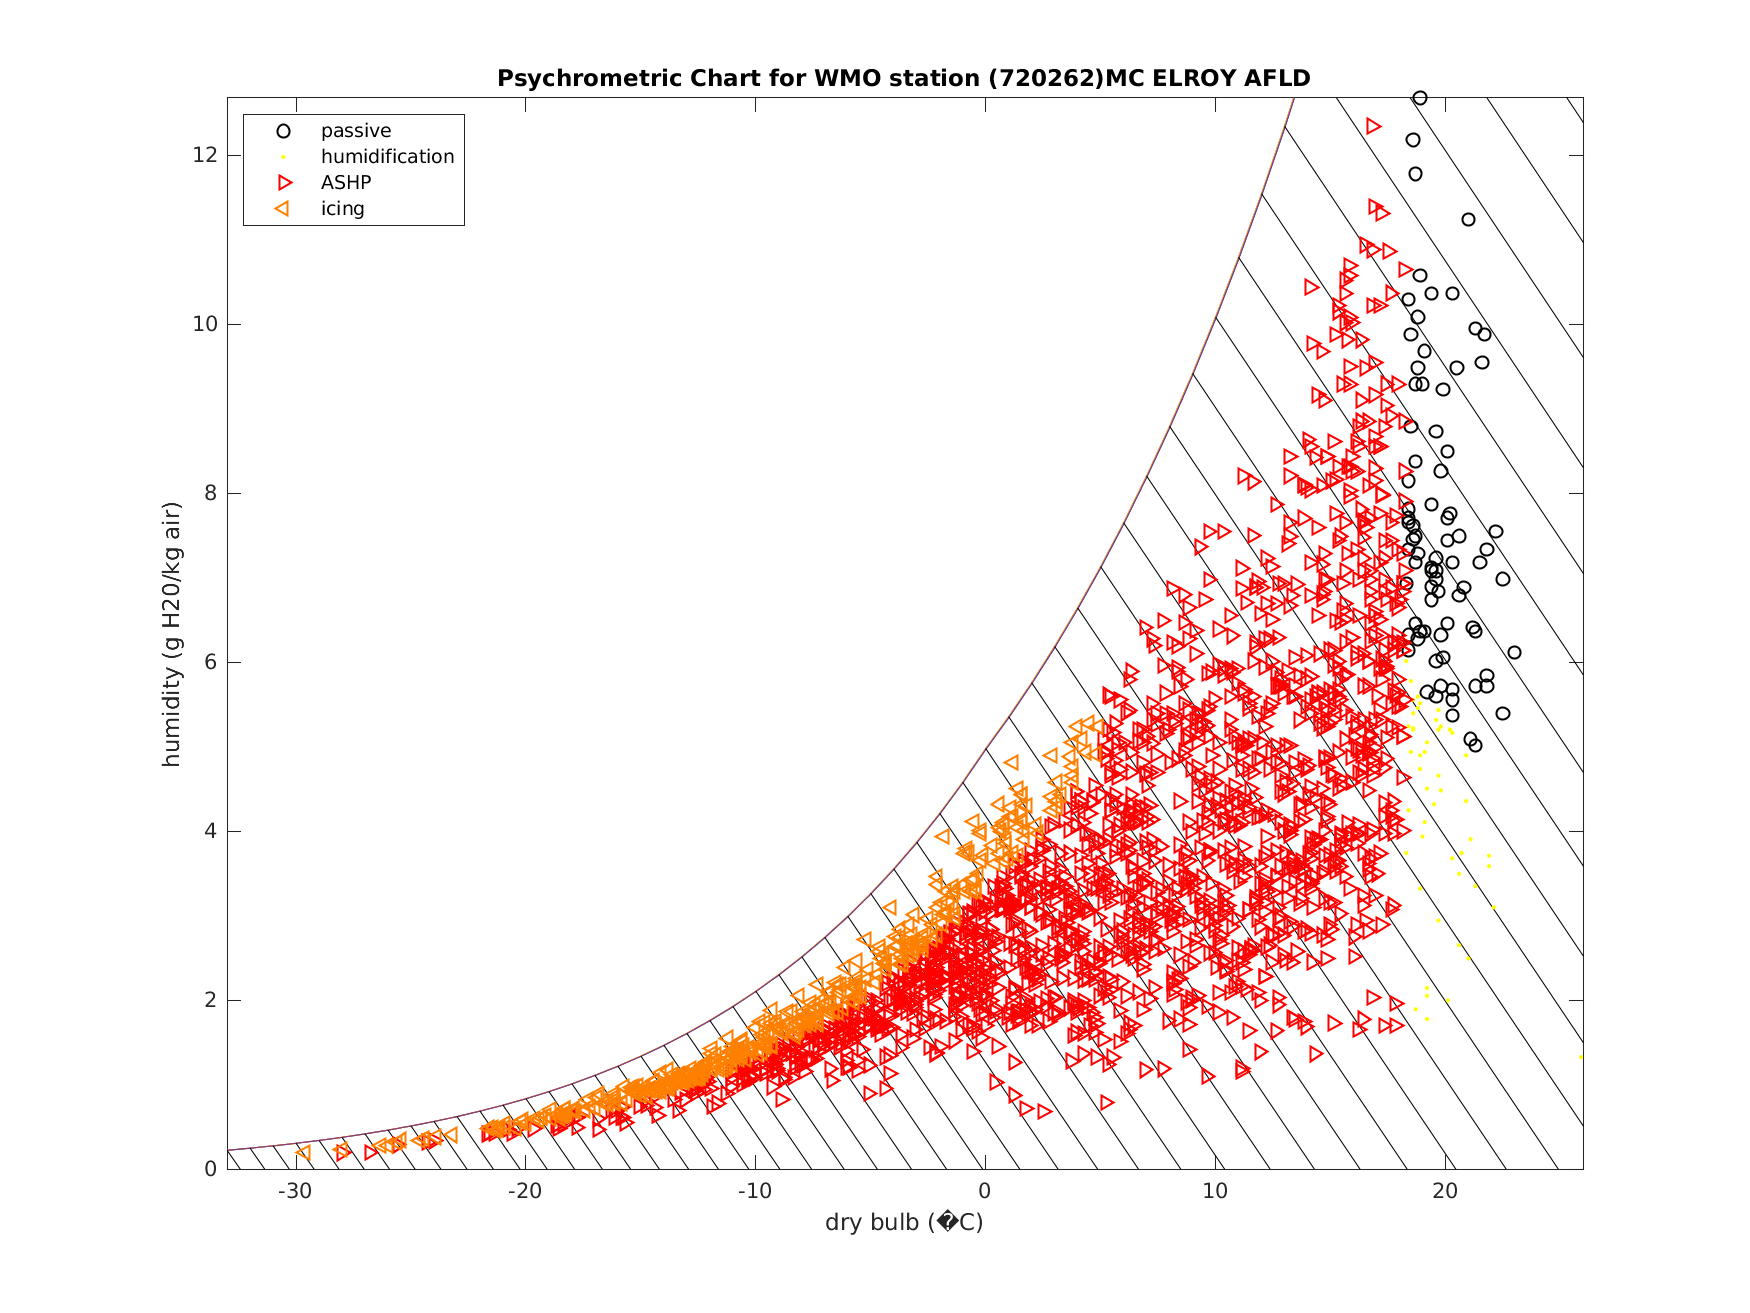 Psychrometric Chart for WMO station (720262)MC ELROY AFLD
passive
humidification
ASHP
icing
12
10
8
6
4
2
0
humidity (g H20/kg air)
-30 -20 -10 0 10 20
dry bulb (�C)